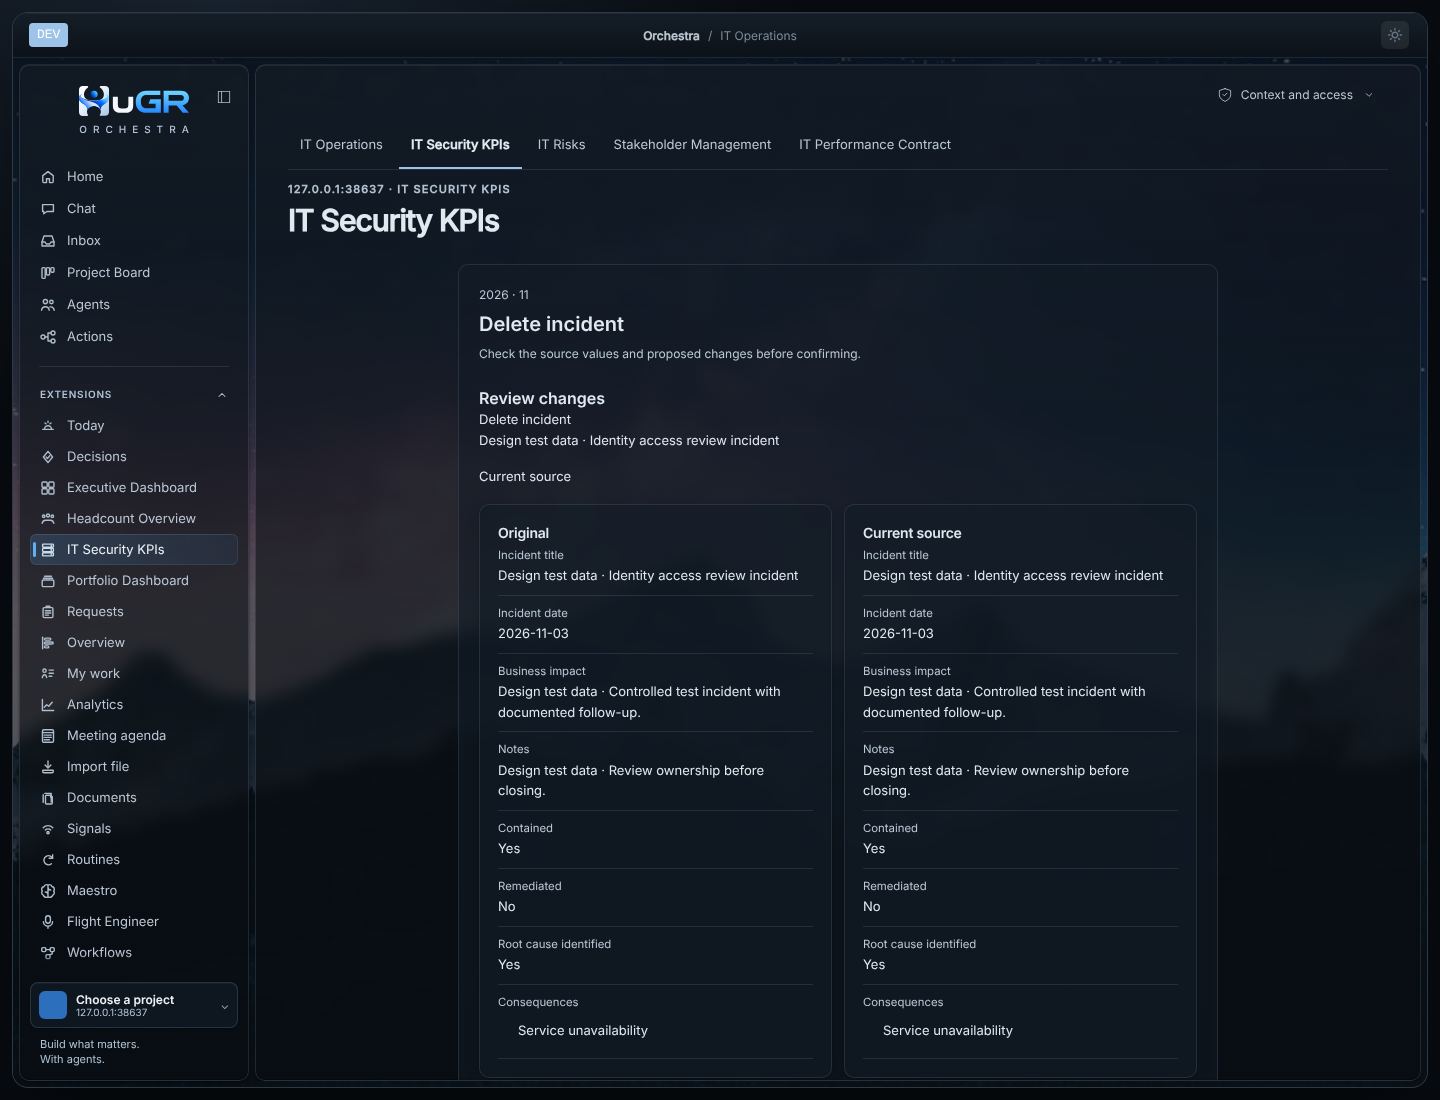 DEV
Orchestra / IT Operations
HuGR
ORCHESTRA
Home
Chat
Inbox
Project Board
Agents
Actions
EXTENSIONS
Today
Decisions
Executive Dashboard
Headcount Overview
IT Security KPIs
Portfolio Dashboard
Requests
Overview
My work
Analytics
Meeting agenda
Import file
Documents
Signals
Routines
Maestro
Flight Engineer
Workflows
Choose a project
127.0.0.1:38637
Build what matters.
With agents.
Context and access
IT Operations
IT Security KPIs
IT Risks
Stakeholder Management
IT Performance Contract
127.0.0.1:38637 · IT SECURITY KPIS
IT Security KPIs
2026 · 11
Delete incident
Check the source values and proposed changes before confirming.
Review changes
Delete incident
Design test data · Identity access review incident
Current source
Original
Incident title
Design test data · Identity access review incident
Incident date
2026-11-03
Business impact
Design test data · Controlled test incident with
documented follow-up.
Notes
Design test data · Review ownership before
closing.
Contained
Yes
Remediated
No
Root cause identified
Yes
Consequences
Service unavailability
Current source
Incident title
Design test data · Identity access review incident
Incident date
2026-11-03
Business impact
Design test data · Controlled test incident with
documented follow-up.
Notes
Design test data · Review ownership before
closing.
Contained
Yes
Remediated
No
Root cause identified
Yes
Consequences
Service unavailability